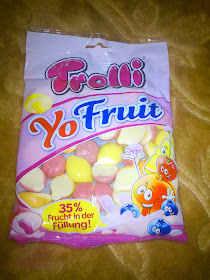 Trolli
Yo Fruit
35%
Frucht in der
Füllung!